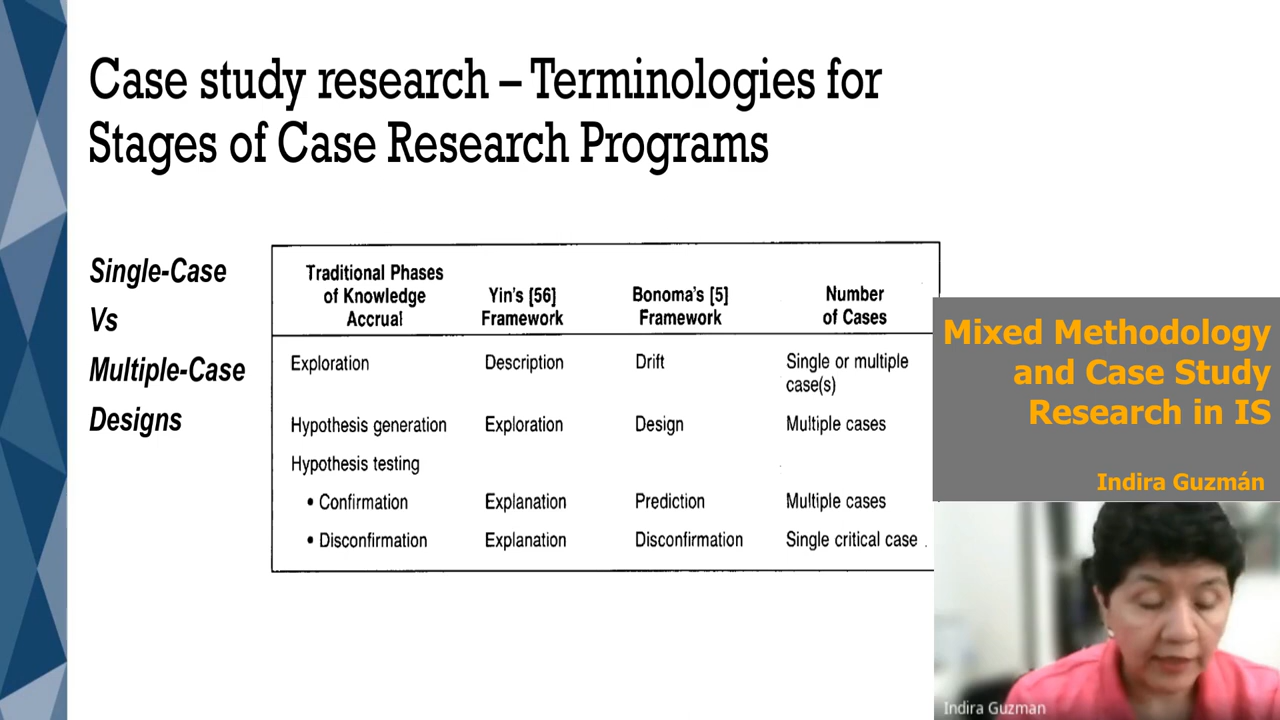 Case study research – Terminologies for
Stages of Case Research Programs
Single-Case
Vs
Multiple-Case
Designs
Traditional Phases of Knowledge Accrual | Yin's [56] Framework | Bonoma's [5] Framework | Number of Cases
Exploration | Description | Drift | Single or multiple case(s)
Hypothesis generation | Exploration | Design | Multiple cases
Hypothesis testing
• Confirmation | Explanation | Prediction | Multiple cases
• Disconfirmation | Explanation | Disconfirmation | Single critical case
Mixed Methodology
and Case Study
Research in IS
Indira Guzmán
Indira Guzman